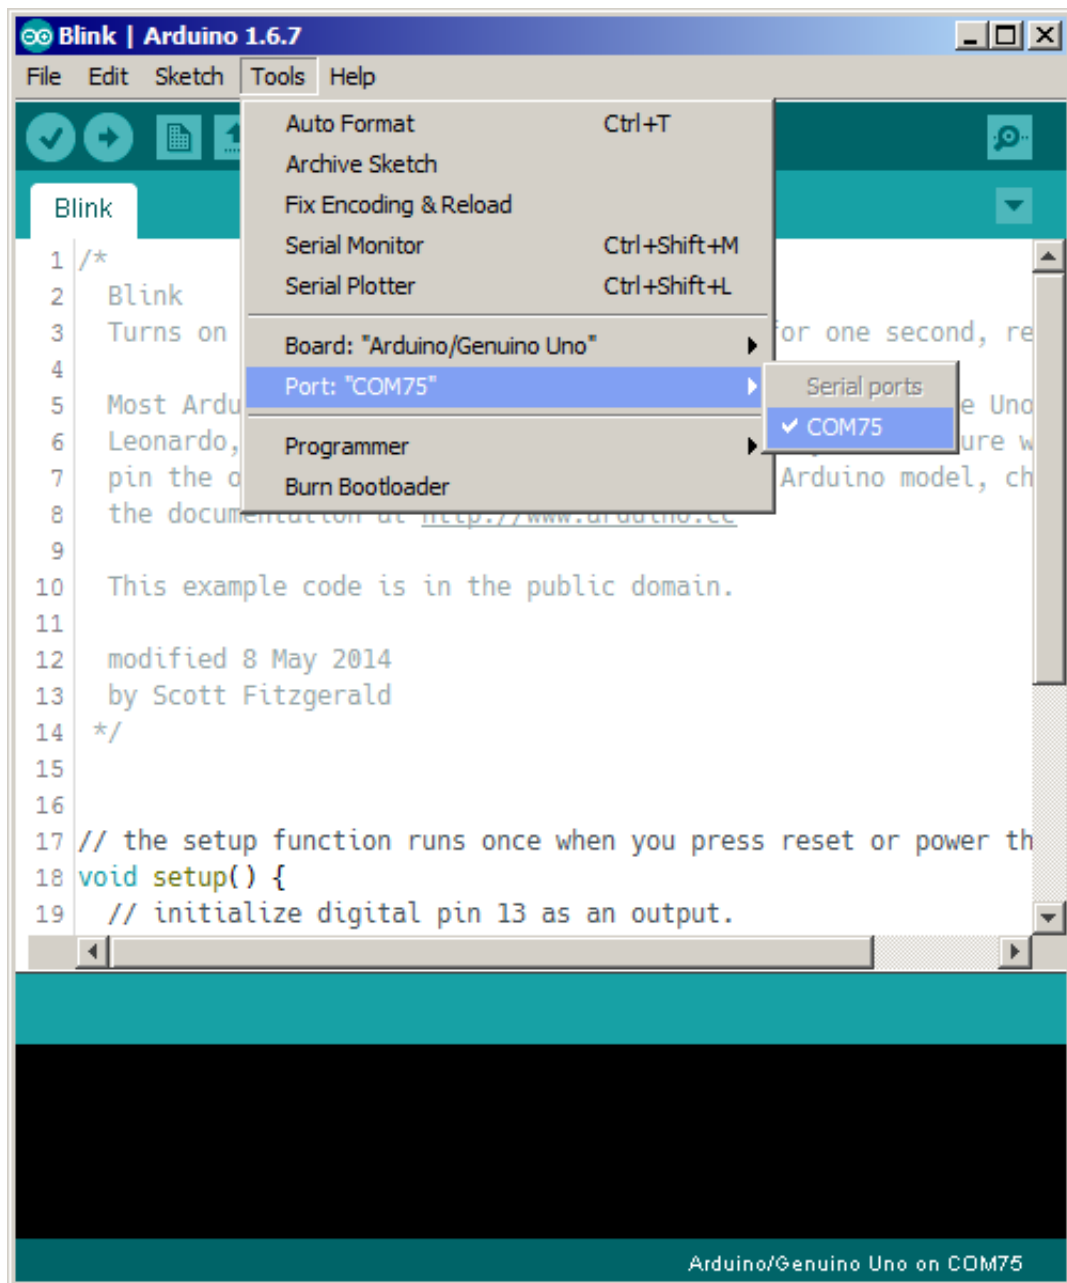 Blink | Arduino 1.6.7
File Edit Sketch Tools Help
Auto Format Ctrl+T
Archive Sketch
Fix Encoding & Reload
Serial Monitor Ctrl+Shift+M
Serial Plotter Ctrl+Shift+L
Board: "Arduino/Genuino Uno"
Port: "COM75"
Serial ports
COM75
Programmer
Burn Bootloader
Blink
1 /*
2 Blink
3 Turns on for one second, re
4
5 Most Ardu e Uno
6 Leonardo, ure w
7 pin the o Arduino model, ch
8 the documentation at http://www.arduino.cc
9
10 This example code is in the public domain.
11
12 modified 8 May 2014
13 by Scott Fitzgerald
14 */
15
16
17 // the setup function runs once when you press reset or power th
18 void setup() {
19 // initialize digital pin 13 as an output.
Arduino/Genuino Uno on COM75